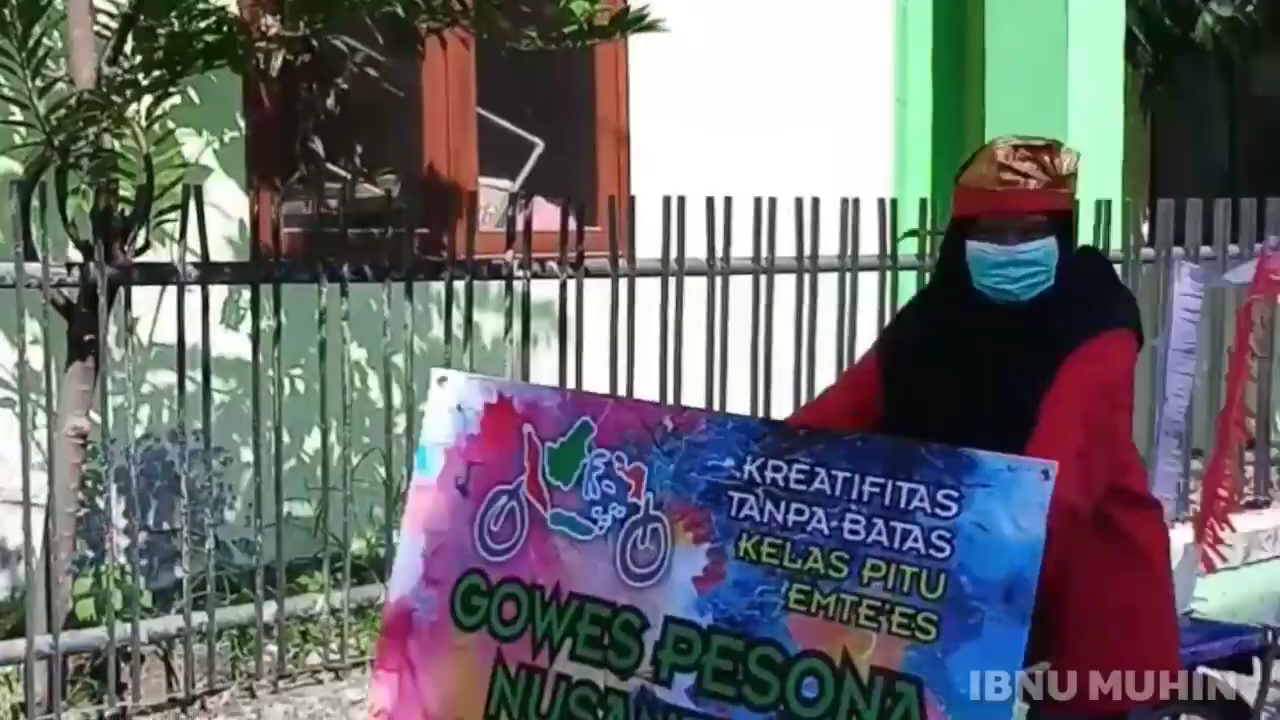 KREATIFITAS
TANPA BATAS
KELAS PITU
EMTE'ES
GOWES PESONA
IBNU MUHIN